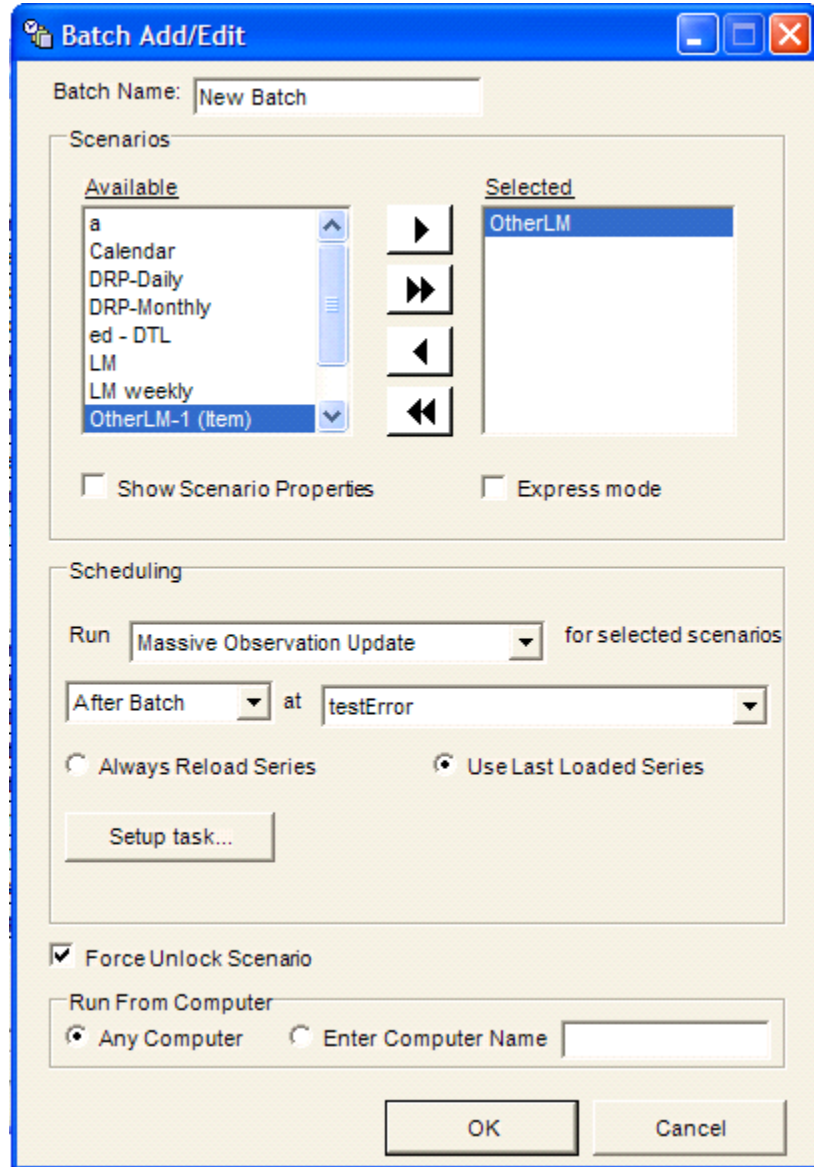 Batch Add/Edit
Batch Name: New Batch
Scenarios
Available Selected
a OtherLM
Calendar
DRP-Daily
DRP-Monthly
ed - DTL
LM
LM weekly
OtherLM-1 (Item)
Show Scenario Properties Express mode
Scheduling
Run Massive Observation Update for selected scenarios
After Batch at testError
Always Reload Series Use Last Loaded Series
Setup task...
Force Unlock Scenario
Run From Computer
Any Computer Enter Computer Name
OK Cancel